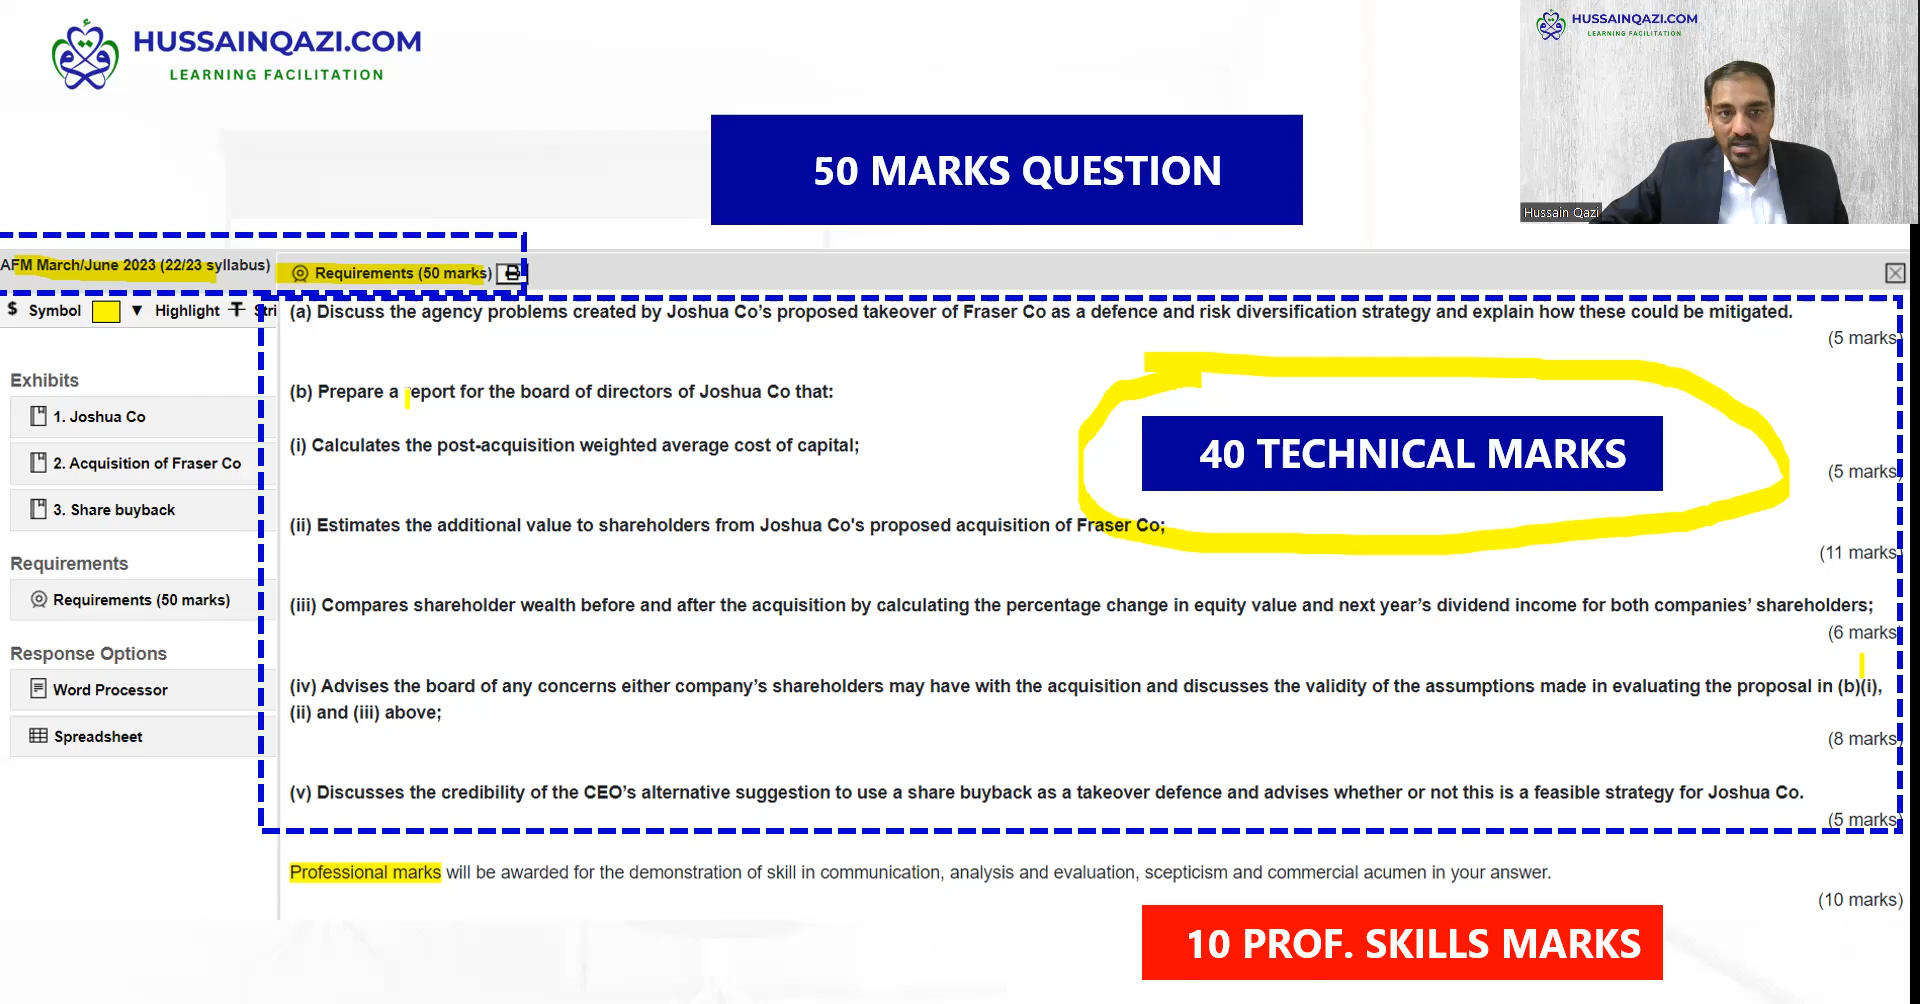 HUSSAINQAZI.COM
LEARNING FACILITATION
HUSSAINQAZI.COM
LEARNING FACILITATION
Hussain Qazi
50 MARKS QUESTION
AFM March/June 2023 (22/23 syllabus)
Requirements (50 marks)
$ Symbol ▼ Highlight T Stri
Exhibits
1. Joshua Co
2. Acquisition of Fraser Co
3. Share buyback
Requirements
Requirements (50 marks)
Response Options
Word Processor
Spreadsheet
(a) Discuss the agency problems created by Joshua Co's proposed takeover of Fraser Co as a defence and risk diversification strategy and explain how these could be mitigated.
(5 marks)
(b) Prepare a report for the board of directors of Joshua Co that:
(i) Calculates the post-acquisition weighted average cost of capital;
40 TECHNICAL MARKS
(5 marks)
(ii) Estimates the additional value to shareholders from Joshua Co's proposed acquisition of Fraser Co;
(11 marks)
(iii) Compares shareholder wealth before and after the acquisition by calculating the percentage change in equity value and next year's dividend income for both companies' shareholders;
(6 marks)
(iv) Advises the board of any concerns either company's shareholders may have with the acquisition and discusses the validity of the assumptions made in evaluating the proposal in (b)(i),
(ii) and (iii) above;
(8 marks)
(v) Discusses the credibility of the CEO's alternative suggestion to use a share buyback as a takeover defence and advises whether or not this is a feasible strategy for Joshua Co.
(5 marks)
Professional marks will be awarded for the demonstration of skill in communication, analysis and evaluation, scepticism and commercial acumen in your answer.
(10 marks)
10 PROF. SKILLS MARKS